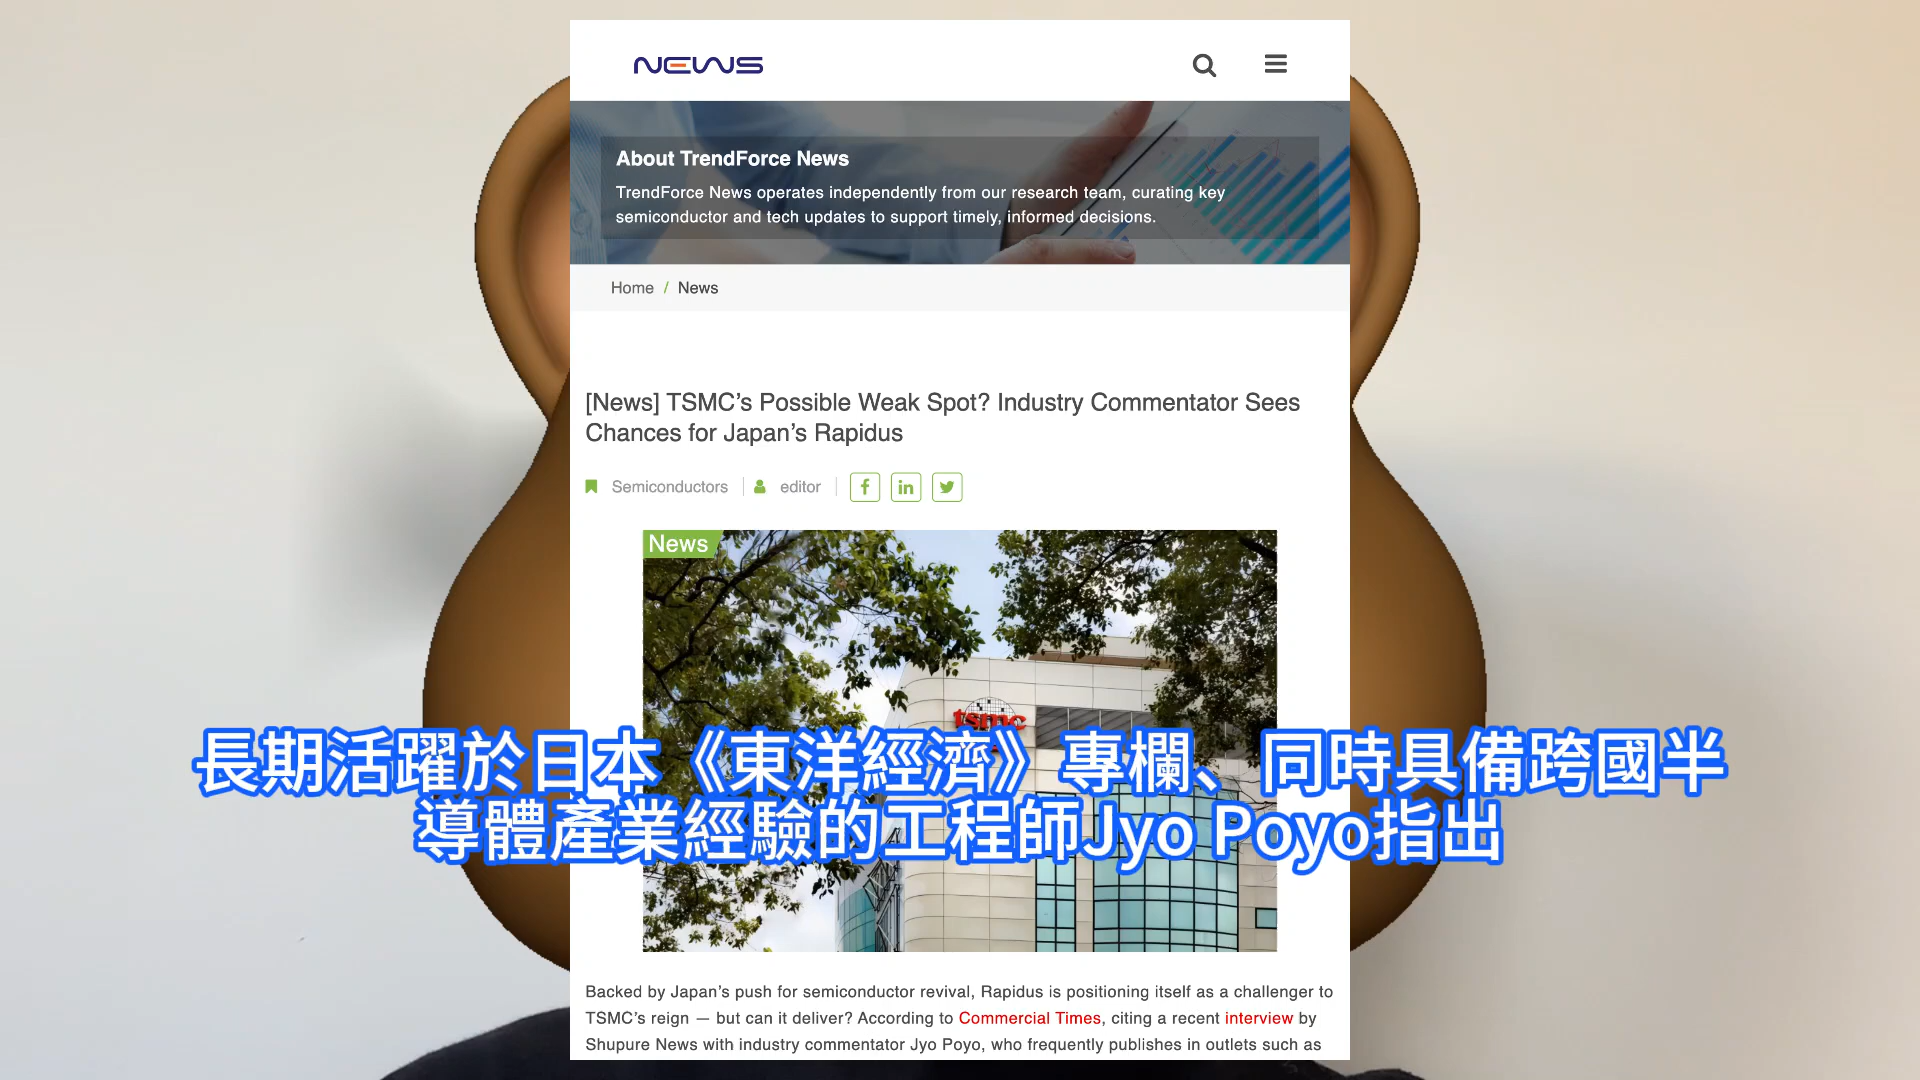 NEWS
About TrendForce News
TrendForce News operates independently from our research team, curating key
semiconductor and tech updates to support timely, informed decisions.
Home / News
[News] TSMC’s Possible Weak Spot? Industry Commentator Sees
Chances for Japan’s Rapidus
Semiconductors editor
News
tsmc
長期活躍於日本《東洋經濟》專欄、同時具備跨國半
導體產業經驗的工程師Jyo Poyo指出
Backed by Japan’s push for semiconductor revival, Rapidus is positioning itself as a challenger to
TSMC’s reign — but can it deliver? According to Commercial Times, citing a recent interview by
Shupure News with industry commentator Jyo Poyo, who frequently publishes in outlets such as